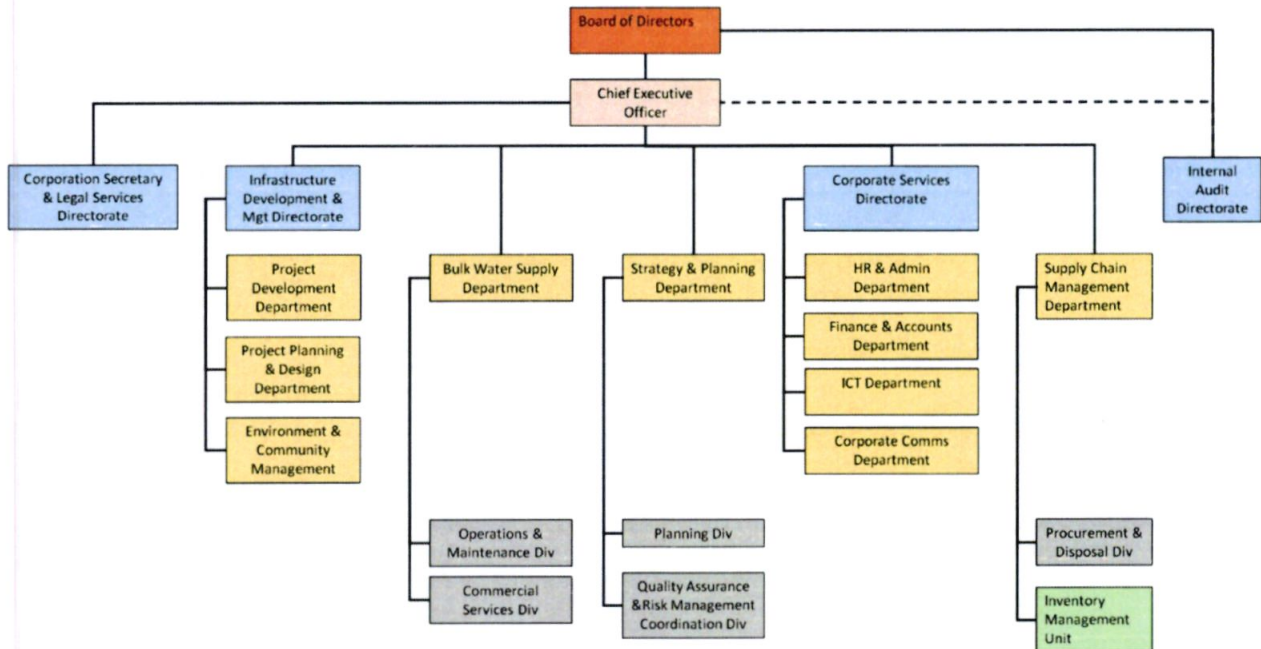 Board of Directors
Chief Executive
Officer
Corporation Secretary
& Legal Services
Directorate
Infrastructure
Development &
Mgt Directorate
Corporate Services
Directorate
Internal
Audit
Directorate
Project
Development
Department
Bulk Water Supply
Department
Strategy & Planning
Department
HR & Admin
Department
Supply Chain
Management
Department
Finance & Accounts
Department
Project Planning
& Design
Department
ICT Department
Environment &
Community
Management
Corporate Comms
Department
Operations &
Maintenance Div
Planning Div
Procurement &
Disposal Div
Commercial
Services Div
Quality Assurance
&Risk Management
Coordination Div
Inventory
Management
Unit